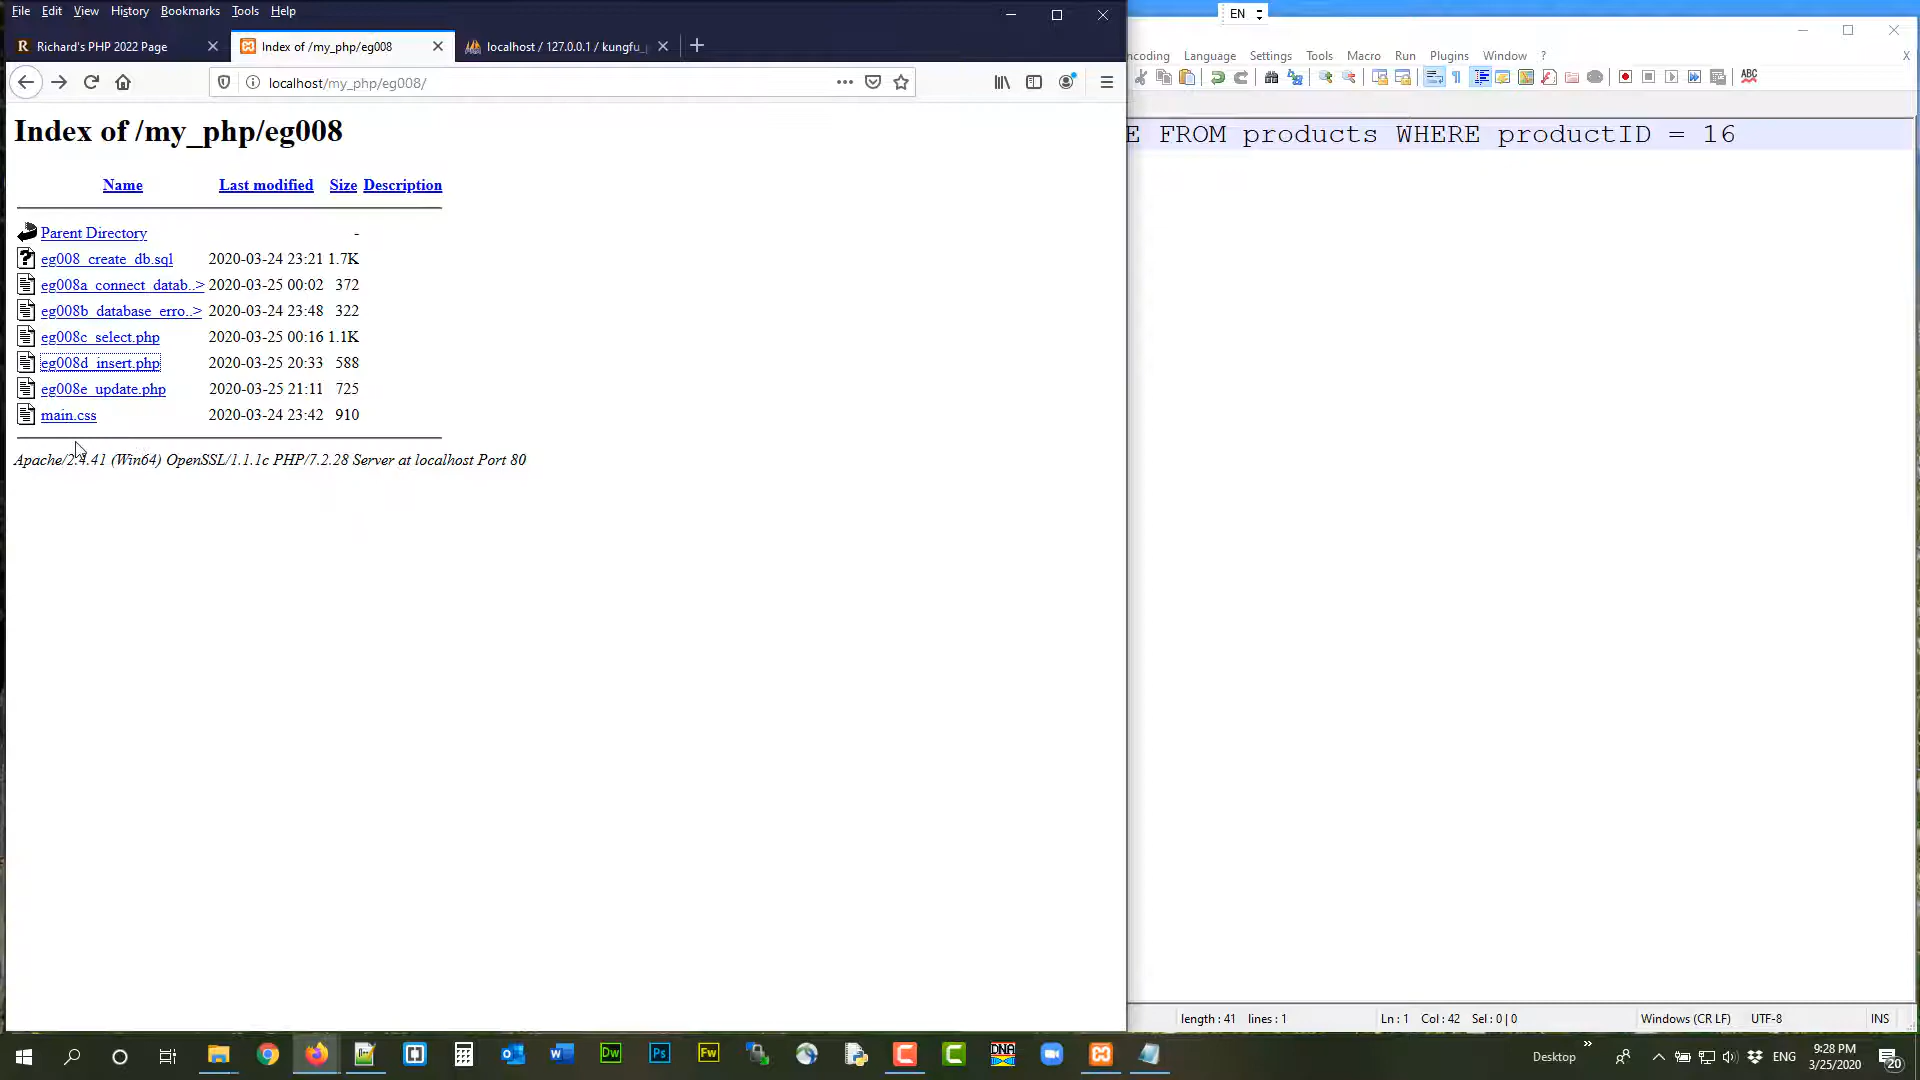 File Edit View History Bookmarks Tools Help
EN
R Richard's PHP 2022 Page
Index of /my_php/eg008
localhost / 127.0.0.1 / kungfu_
localhost/my_php/eg008/
ncoding Language Settings Tools Macro Run Plugins Window ? X
ABC
E FROM products WHERE productID = 16
Index of /my_php/eg008
Name Last modified Size Description
Parent Directory -
eg008_create_db.sql 2020-03-24 23:21 1.7K
eg008a_connect_datab..> 2020-03-25 00:02 372
eg008b_database_erro..> 2020-03-24 23:48 322
eg008c_select.php 2020-03-25 00:16 1.1K
eg008d_insert.php 2020-03-25 20:33 588
eg008e_update.php 2020-03-25 21:11 725
main.css 2020-03-24 23:42 910
Apache/2.4.41 (Win64) OpenSSL/1.1.1c PHP/7.2.28 Server at localhost Port 80
length : 41 lines : 1 Ln : 1 Col : 42 Sel : 0 | 0 Windows (CR LF) UTF-8 INS
Dw Ps Fw DNA
Desktop ENG
9:28 PM
3/25/2020
20